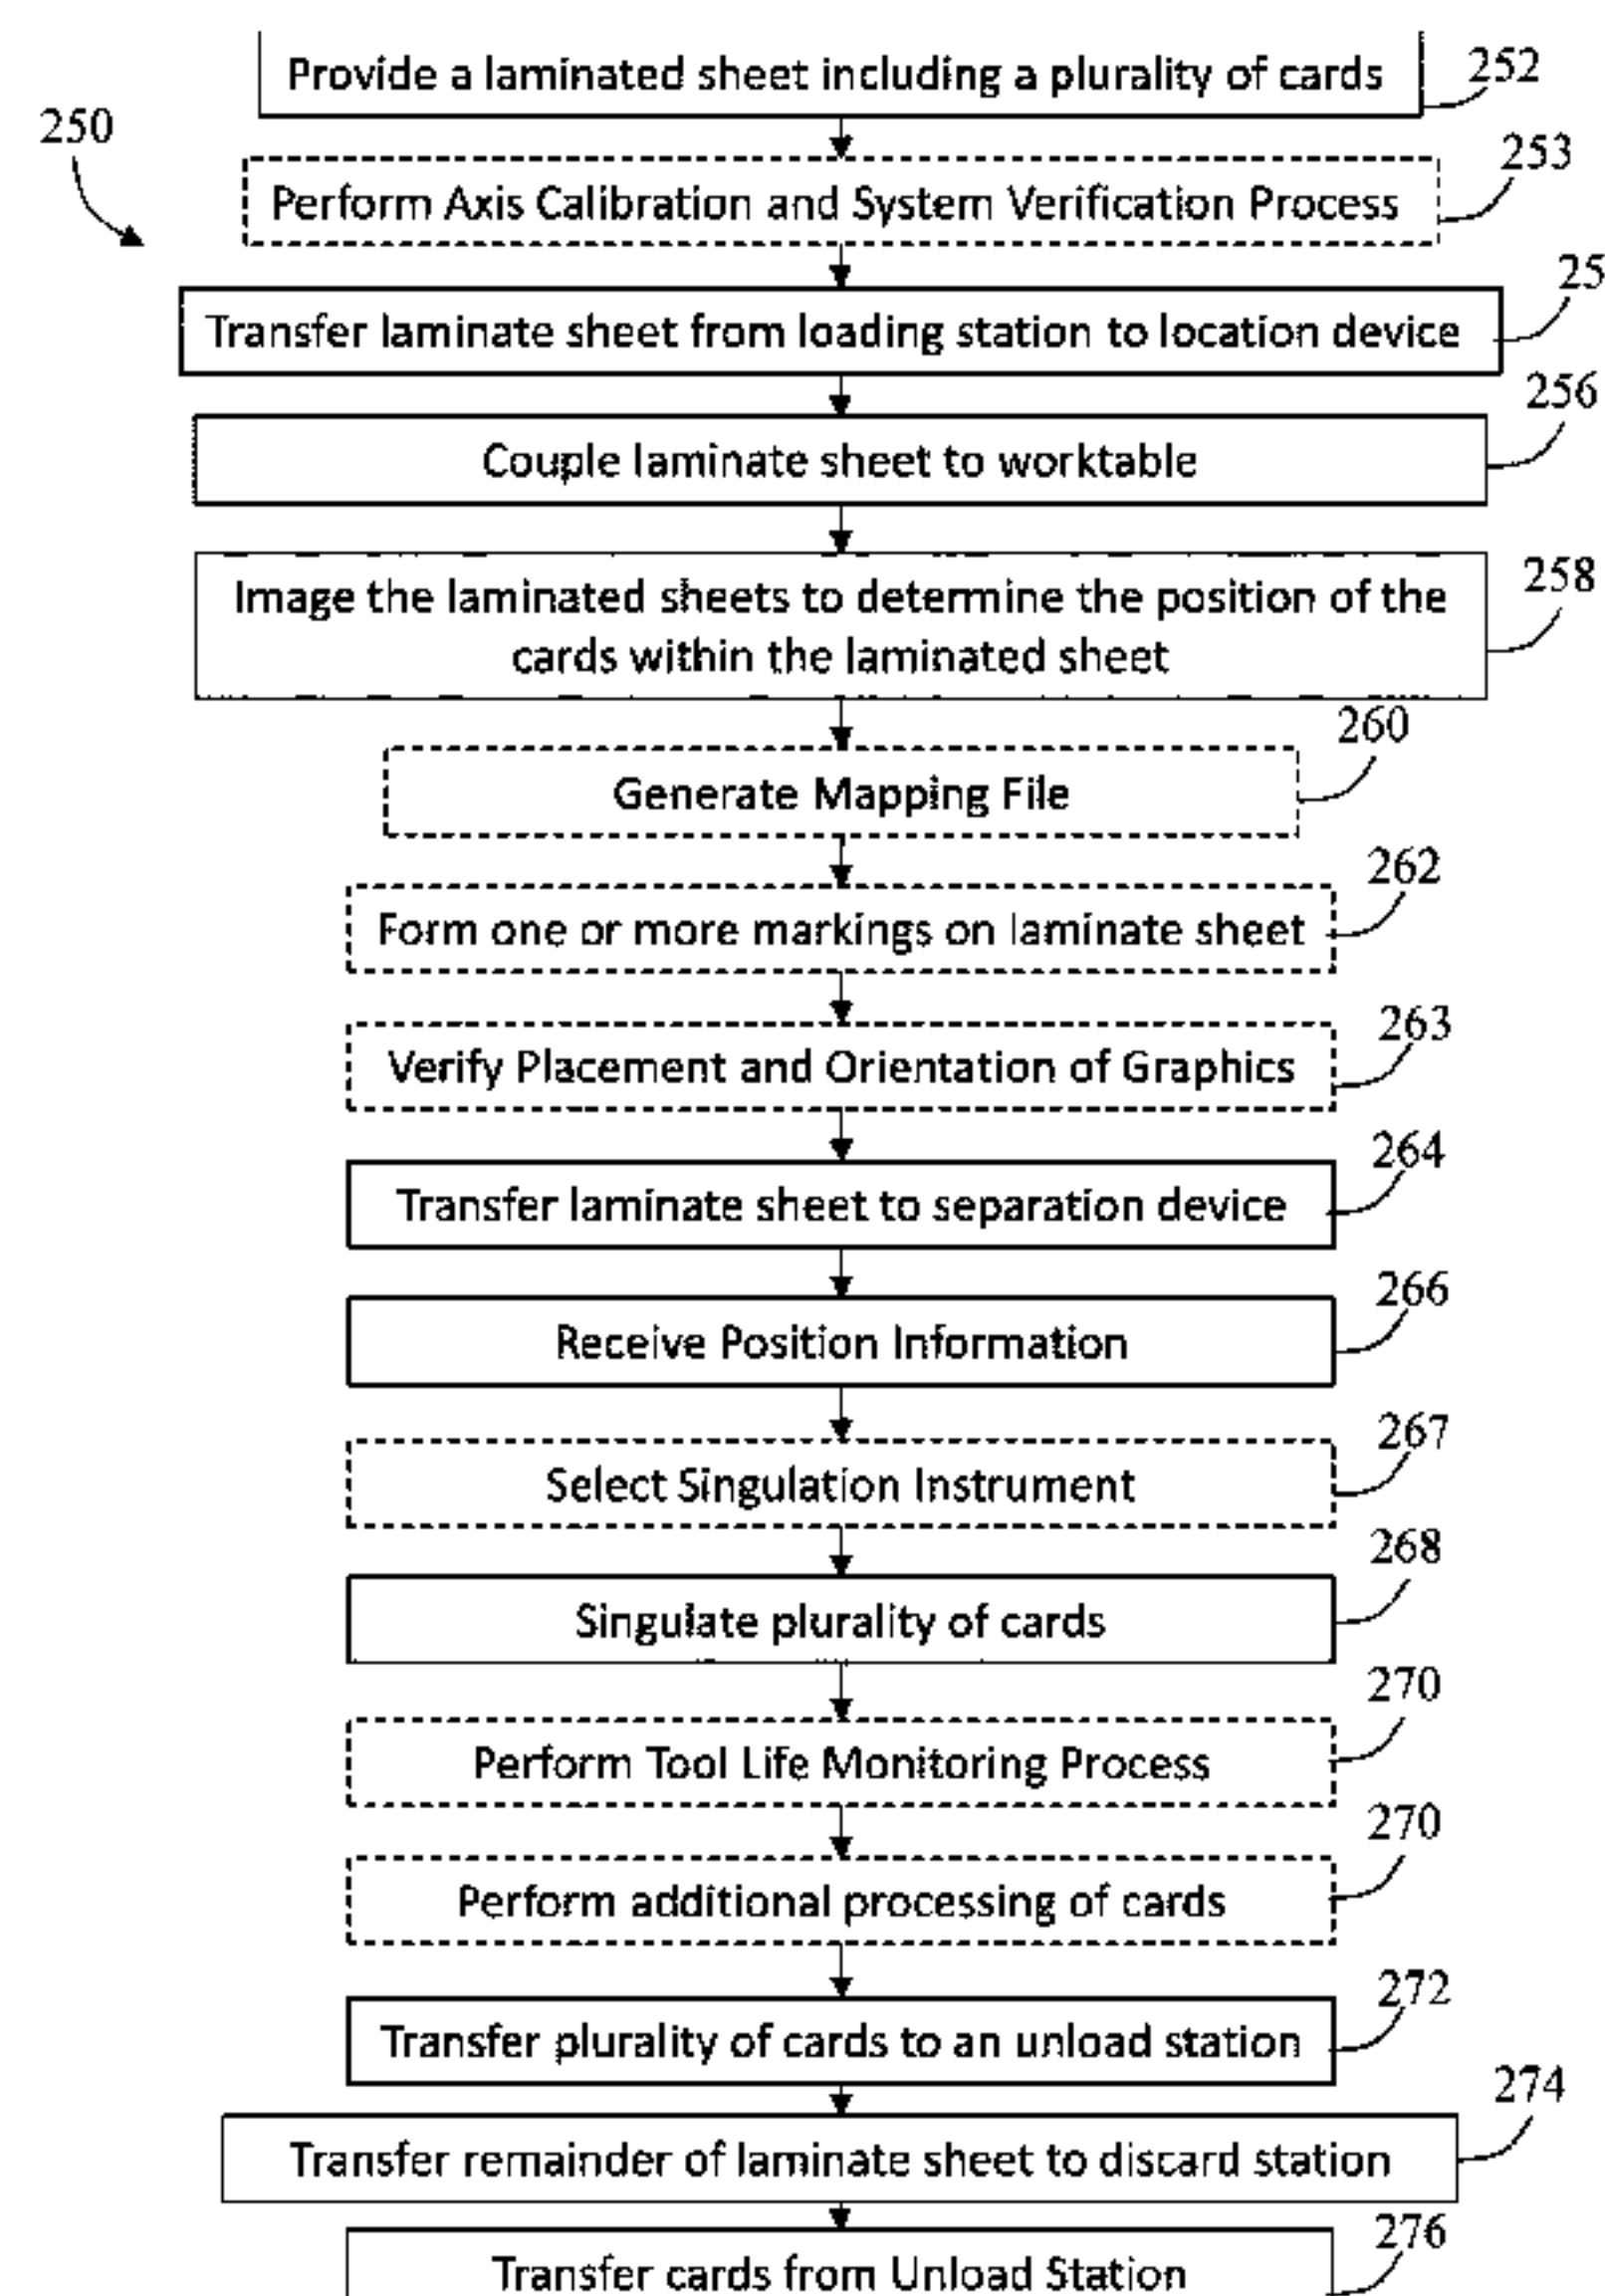 Provide a laminated sheet including a plurality of cards
252
250
253
Perform Axis Calibration and System Verification Process
25
Transfer laminate sheet from loading station to location device
256
Couple laminate sheet to worktable
258
Image the laminated sheets to determine the position of the
cards within the laminated sheet
260
Generate Mapping File
262
Form one or more markings on laminate sheet
263
Verify Placement and Orientation of Graphics
264
Transfer laminate sheet to separation device
266
Receive Position Information
267
Select Singulation Instrument
268
Singulate plurality of cards
270
Perform Tool Life Monitoring Process
270
Perform additional processing of cards
272
Transfer plurality of cards to an unload station
274
Transfer remainder of laminate sheet to discard station
276
Transfer cards from Unload Station